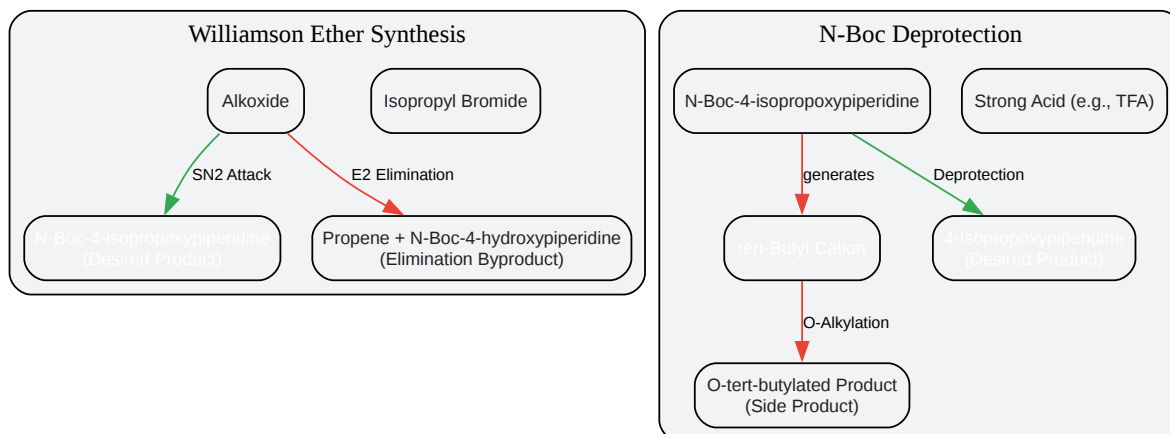 Williamson Ether Synthesis
Alkoxide
Isopropyl Bromide
SN2 Attack
E2 Elimination
N-Boc-4-isopropoxypiperidine
(Desired Product)
Propene + N-Boc-4-hydroxypiperidine
(Elimination Byproduct)
N-Boc Deprotection
N-Boc-4-isopropoxypiperidine
Strong Acid (e.g., TFA)
generates
Deprotection
tert-Butyl Cation
4-Isopropoxypiperidine
(Desired Product)
O-Alkylation
O-tert-butylated Product
(Side Product)